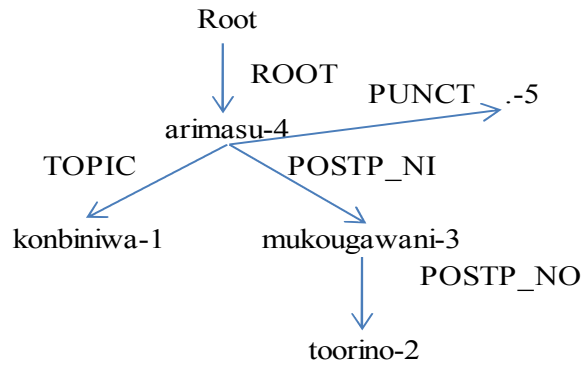 Root
ROOT
PUNCT .-5
arimasu-4
TOPIC POSTP_NI
konbiniwa-1 mukougawani-3
POSTP_NO
toorino-2